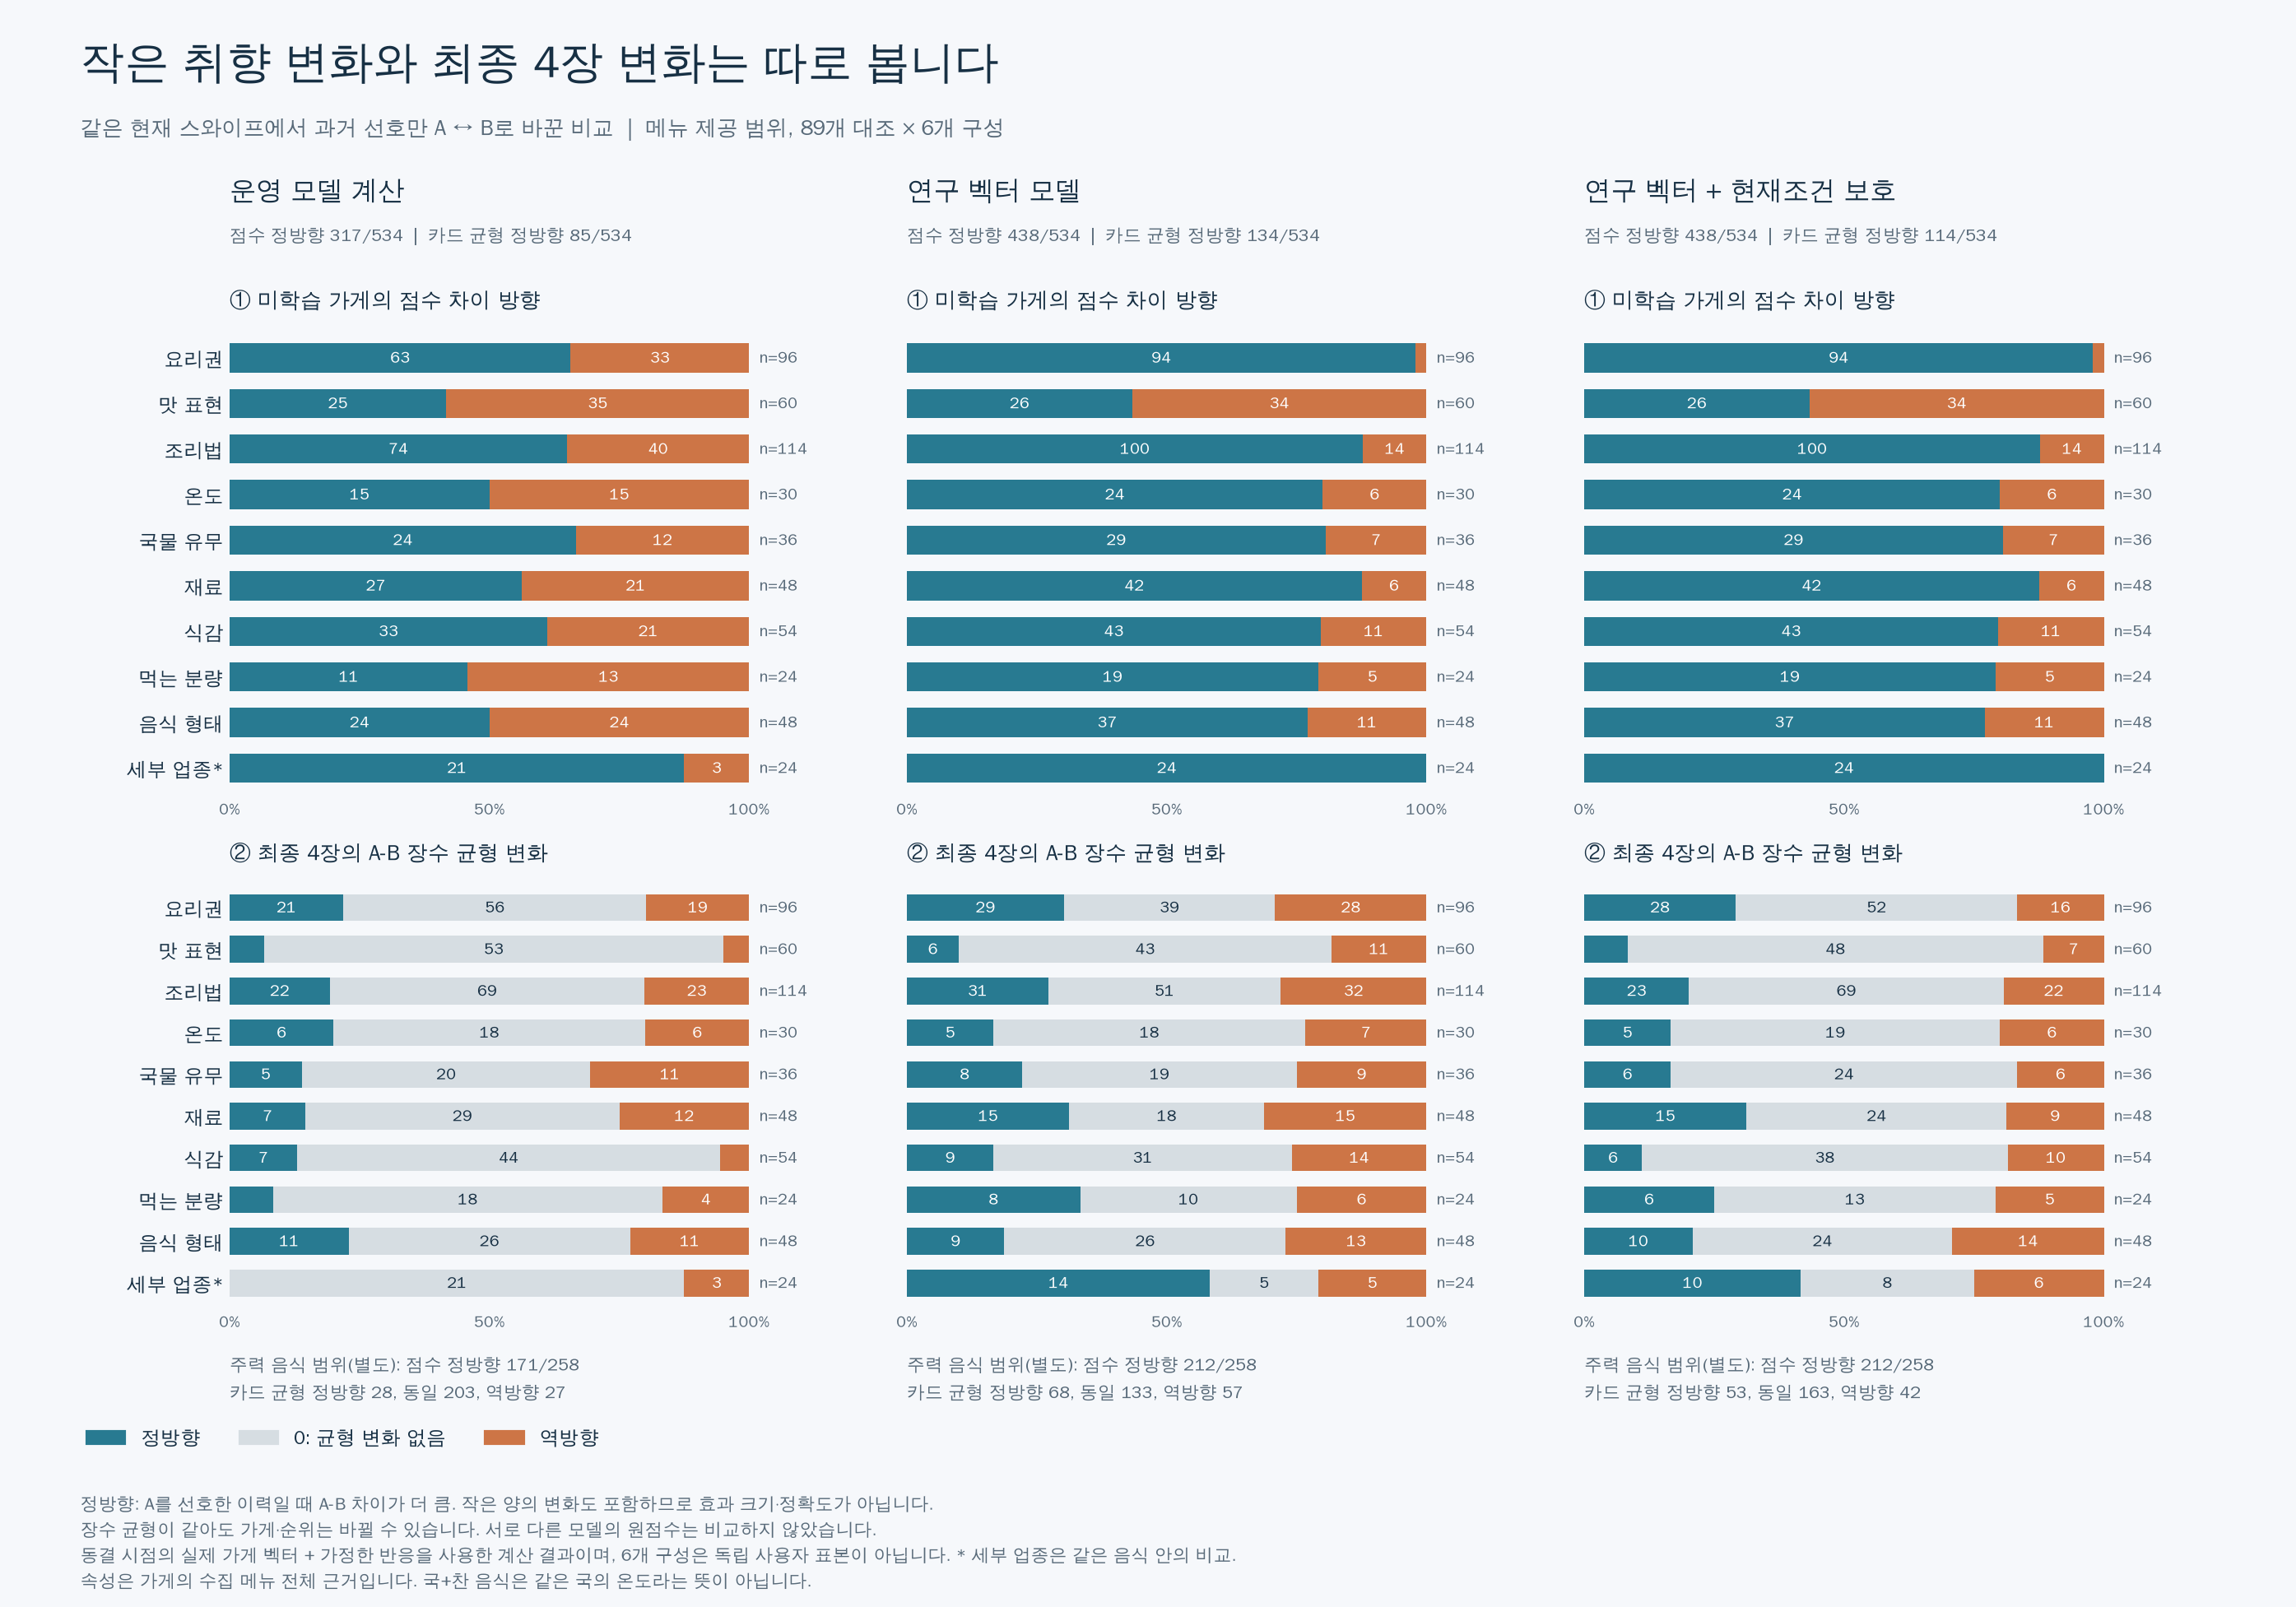 작은 취향 변화와 최종 4장 변화는 따로 봅니다
같은 현재 스와이프에서 과거 선호만 A ↔ B로 바꾼 비교 | 메뉴 제공 범위, 89개 대조 × 6개 구성
운영 모델 계산
점수 정방향 317/534 | 카드 균형 정방향 85/534
① 미학습 가게의 점수 차이 방향
요리권 63 33 n=96
맛 표현 25 35 n=60
조리법 74 40 n=114
온도 15 15 n=30
국물 유무 24 12 n=36
재료 27 21 n=48
식감 33 21 n=54
먹는 분량 11 13 n=24
음식 형태 24 24 n=48
세부 업종* 21 3 n=24
0% 50% 100%
② 최종 4장의 A-B 장수 균형 변화
요리권 21 56 19 n=96
맛 표현 53 n=60
조리법 22 69 23 n=114
온도 6 18 6 n=30
국물 유무 5 20 11 n=36
재료 7 29 12 n=48
식감 7 44 n=54
먹는 분량 18 4 n=24
음식 형태 11 26 11 n=48
세부 업종* 21 3 n=24
0% 50% 100%
주력 음식 범위(별도): 점수 정방향 171/258
카드 균형 정방향 28, 동일 203, 역방향 27
연구 벡터 모델
점수 정방향 438/534 | 카드 균형 정방향 134/534
① 미학습 가게의 점수 차이 방향
94 n=96
26 34 n=60
100 14 n=114
24 6 n=30
29 7 n=36
42 6 n=48
43 11 n=54
19 5 n=24
37 11 n=48
24 n=24
0% 50% 100%
② 최종 4장의 A-B 장수 균형 변화
29 39 28 n=96
6 43 11 n=60
31 51 32 n=114
5 18 7 n=30
8 19 9 n=36
15 18 15 n=48
9 31 14 n=54
8 10 6 n=24
9 26 13 n=48
14 5 5 n=24
0% 50% 100%
주력 음식 범위(별도): 점수 정방향 212/258
카드 균형 정방향 68, 동일 133, 역방향 57
연구 벡터 + 현재조건 보호
점수 정방향 438/534 | 카드 균형 정방향 114/534
① 미학습 가게의 점수 차이 방향
94 n=96
26 34 n=60
100 14 n=114
24 6 n=30
29 7 n=36
42 6 n=48
43 11 n=54
19 5 n=24
37 11 n=48
24 n=24
0% 50% 100%
② 최종 4장의 A-B 장수 균형 변화
28 52 16 n=96
48 7 n=60
23 69 22 n=114
5 19 6 n=30
6 24 6 n=36
15 24 9 n=48
6 38 10 n=54
6 13 5 n=24
10 24 14 n=48
10 8 6 n=24
0% 50% 100%
주력 음식 범위(별도): 점수 정방향 212/258
카드 균형 정방향 53, 동일 163, 역방향 42
정방향 0: 균형 변화 없음 역방향
정방향: A를 선호한 이력일 때 A-B 차이가 더 큼. 작은 양의 변화도 포함하므로 효과 크기·정확도가 아닙니다.
장수 균형이 같아도 가게·순위는 바뀔 수 있습니다. 서로 다른 모델의 원점수는 비교하지 않았습니다.
동결 시점의 실제 가게 벡터 + 가정한 반응을 사용한 계산 결과이며, 6개 구성은 독립 사용자 표본이 아닙니다. * 세부 업종은 같은 음식 안의 비교.
속성은 가게의 수집 메뉴 전체 근거입니다. 국+찬 음식은 같은 국의 온도라는 뜻이 아닙니다.